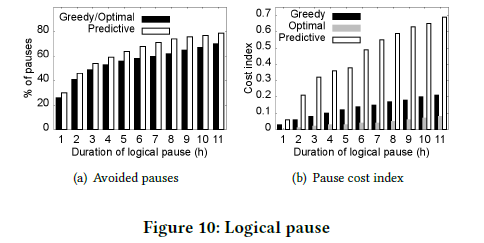 Greedy/Optimal
Predictive
% of pauses
80
60
40
20
0
1 2 3 4 5 6 7 8 9 10 11
Duration of logical pause (h)
(a) Avoided pauses
Greedy
Optimal
Predictive
Cost index
0.7
0.6
0.5
0.4
0.3
0.2
0.1
0
1 2 3 4 5 6 7 8 9 10 11
Duration of logical pause (h)
(b) Pause cost index
Figure 10: Logical pause